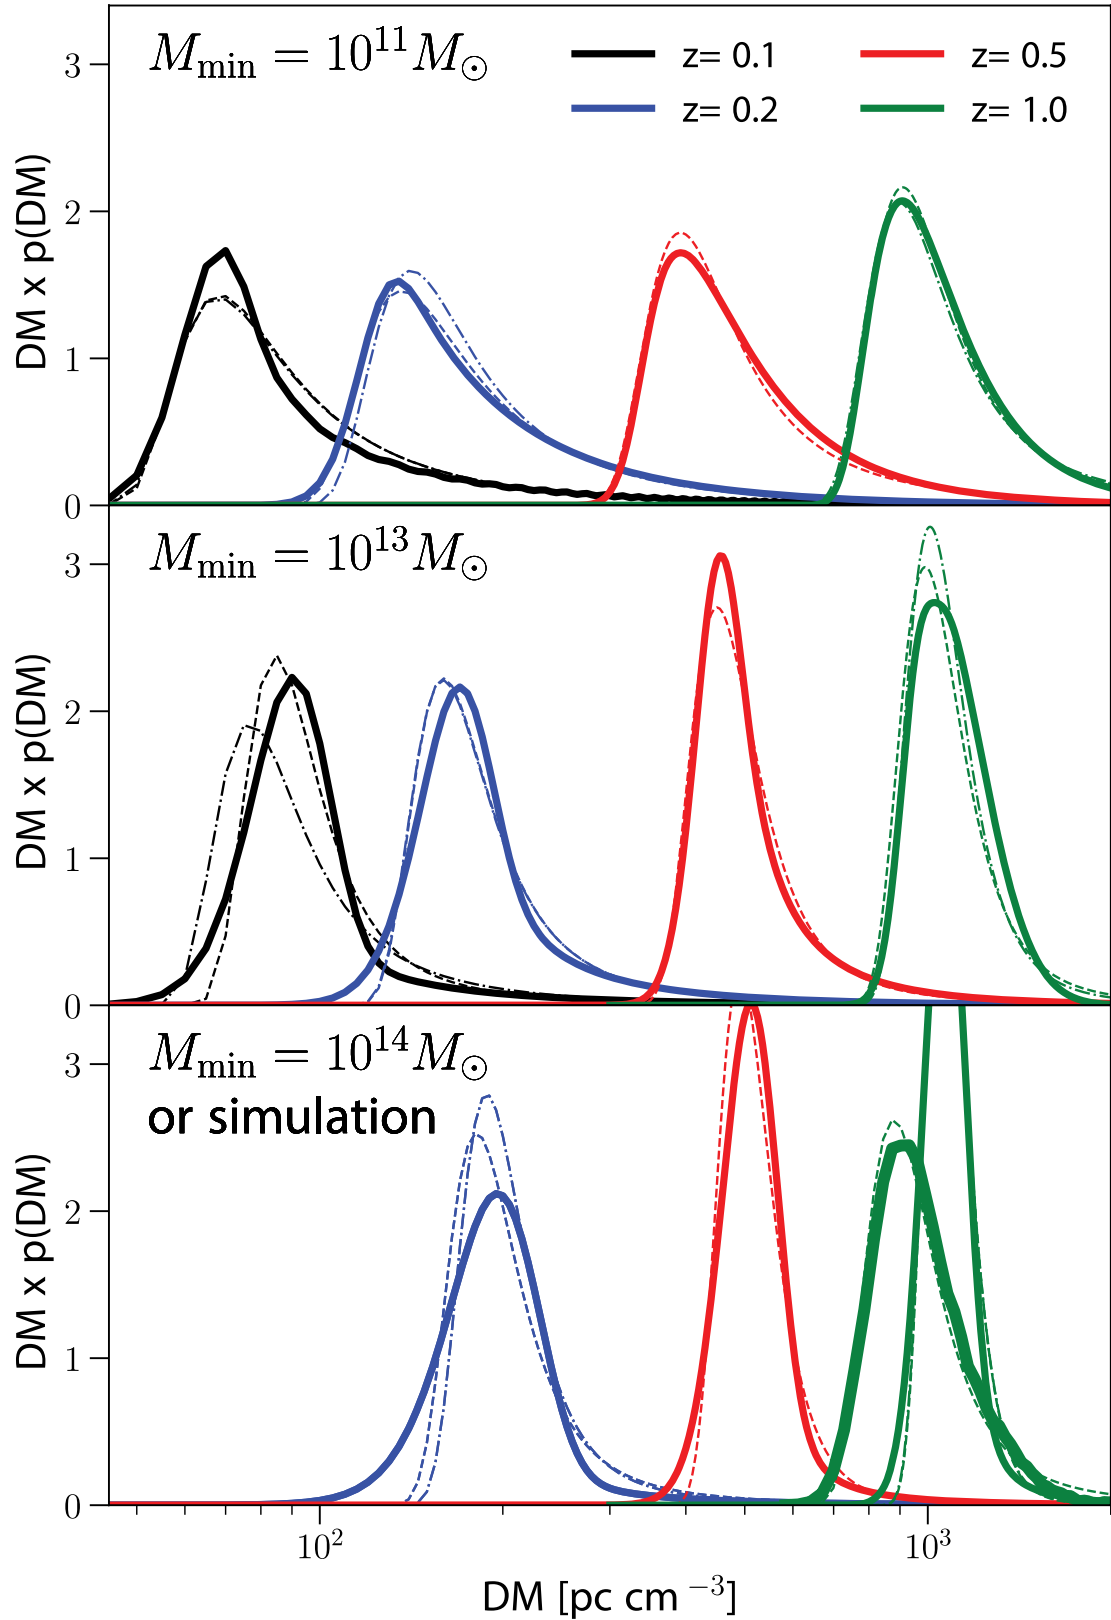 M_min = 10^11 M_⊙
z= 0.1
z= 0.5
z= 0.2
z= 1.0
3
2
1
0
DM x p(DM)
M_min = 10^13 M_⊙
3
2
1
0
DM x p(DM)
M_min = 10^14 M_⊙
or simulation
3
2
1
0
DM x p(DM)
10^2
10^3
DM [pc cm^−3]